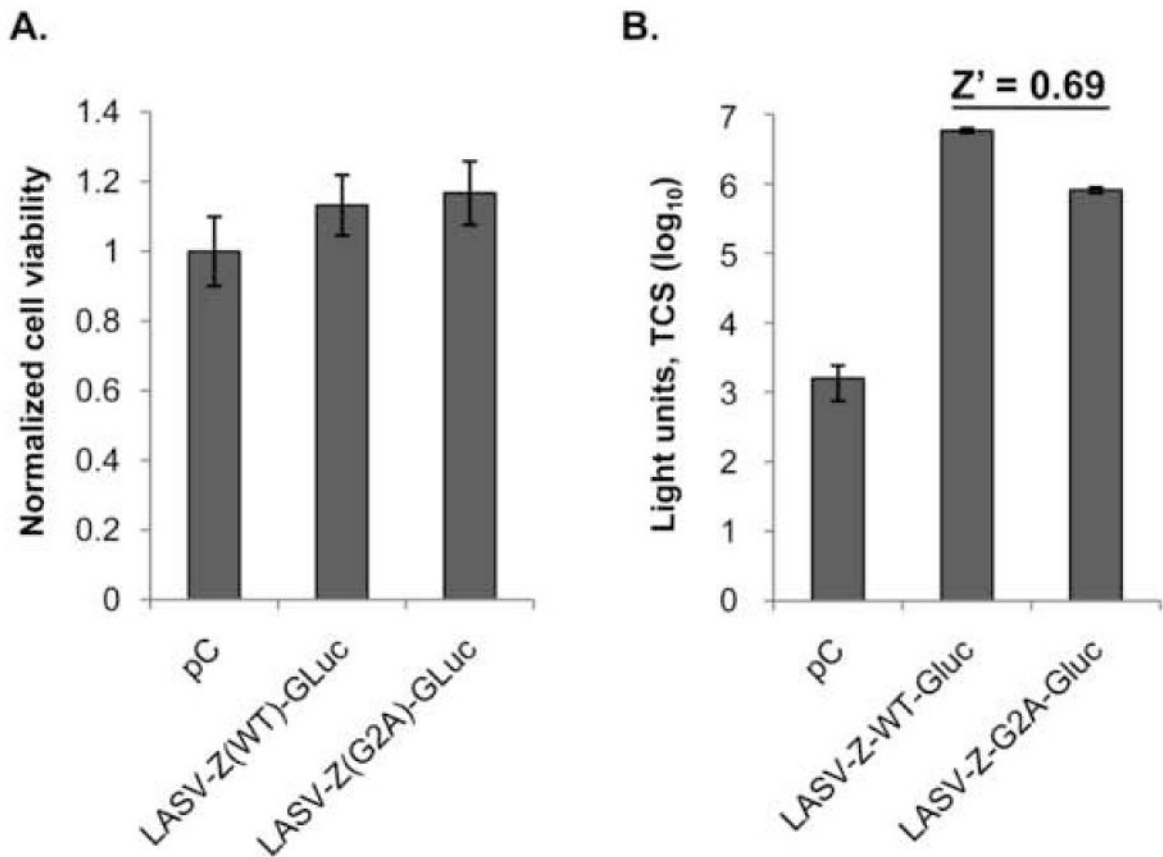 A.
Normalized cell viability
1.4
1.2
1
0.8
0.6
0.4
0.2
0
pC
LASV-Z(WT)-GLuc
LASV-Z(G2A)-GLuc
B.
Z’ = 0.69
Light units, TCS (log₁₀)
7
6
5
4
3
2
1
0
pC
LASV-Z-WT-Gluc
LASV-Z-G2A-Gluc